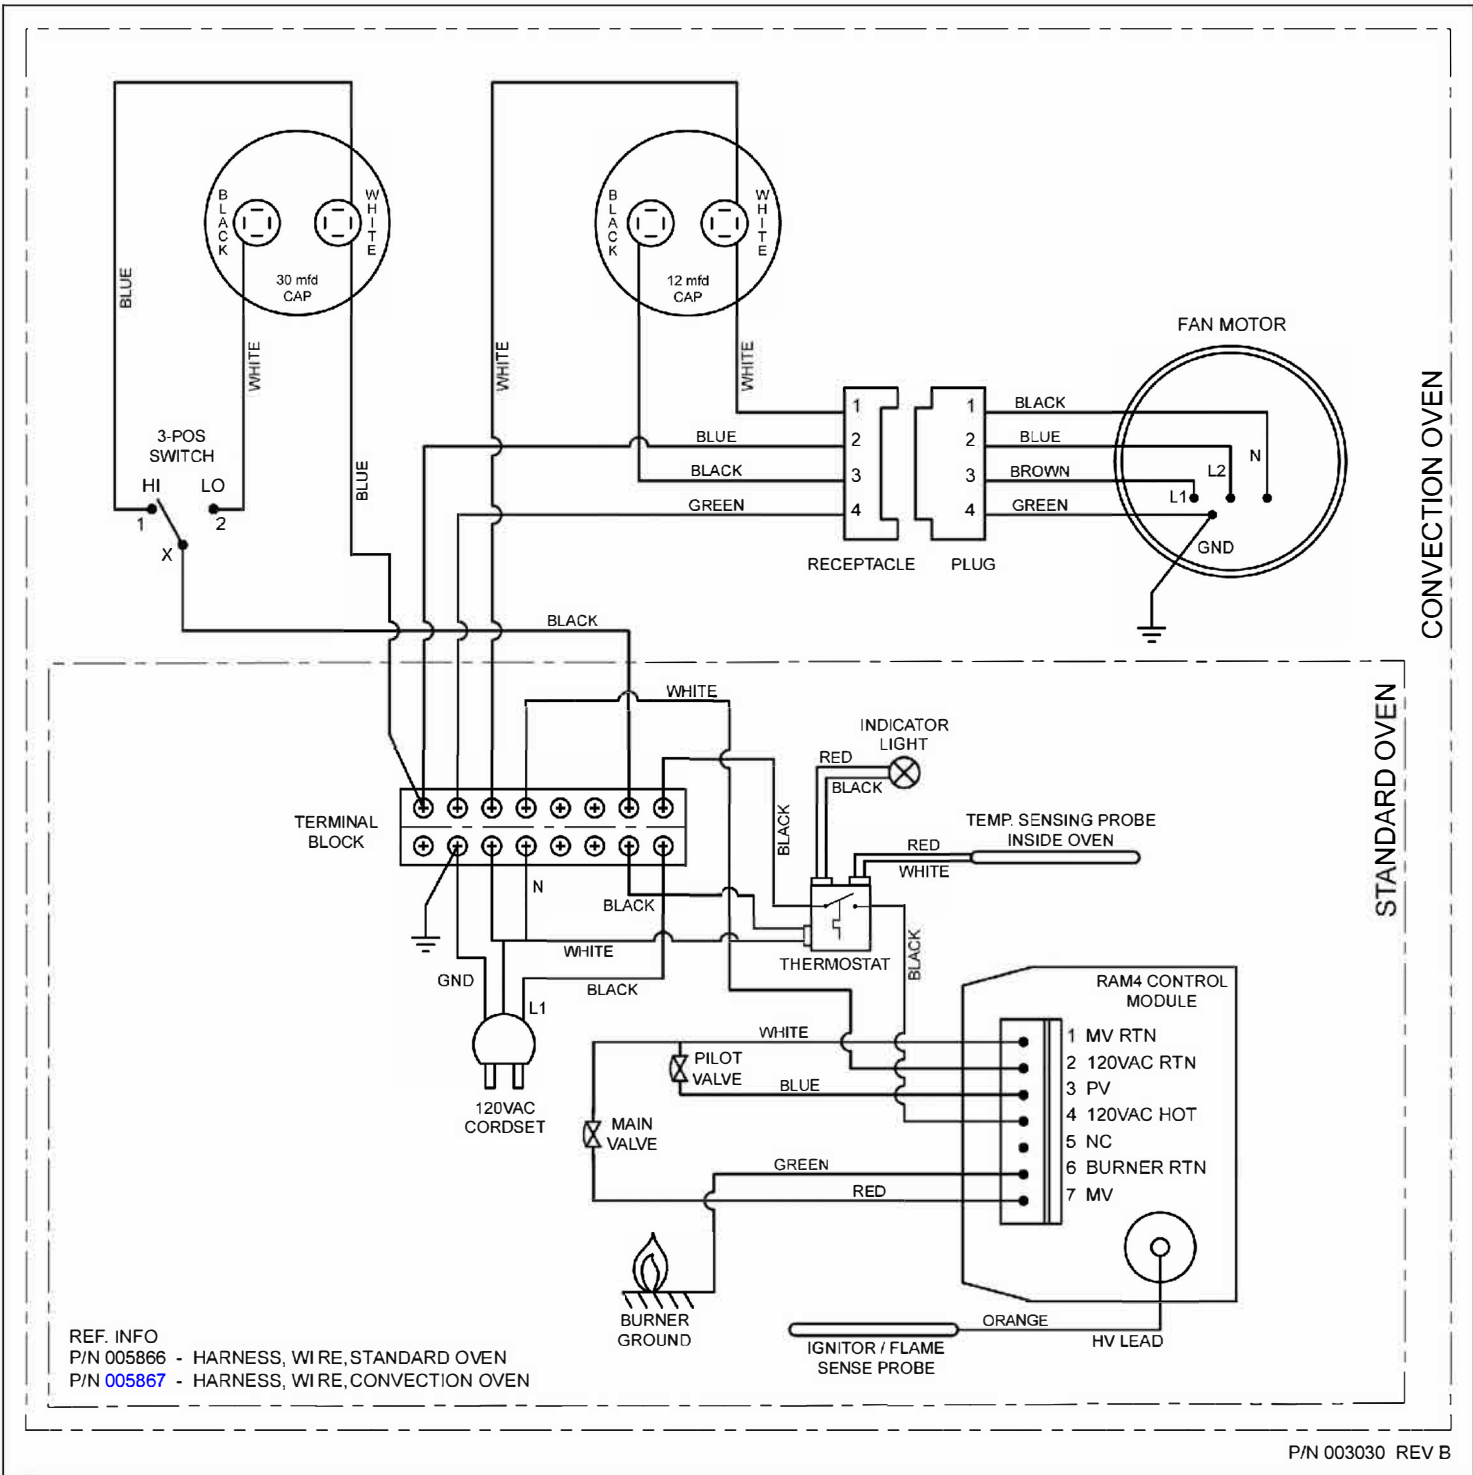 BLACK
WHITE
30 mfd
CAP
BLUE
WHITE
BLUE
3-POS
SWITCH
HI
LO
1
2
X
BLACK
WHITE
12 mfd
CAP
WHITE
WHITE
BLUE
BLACK
GREEN
1
2
3
4
RECEPTACLE
1
2
3
4
PLUG
BLACK
BLUE
BROWN
GREEN
FAN MOTOR
N
L2
L1
GND
CONVECTION OVEN
BLACK
WHITE
STANDARD OVEN
INDICATOR
LIGHT
RED
BLACK
TERMINAL
BLOCK
BLACK
TEMP. SENSING PROBE
INSIDE OVEN
RED
WHITE
N
BLACK
WHITE
THERMOSTAT
BLACK
GND
BLACK
L1
120VAC
CORDSET
RAM4 CONTROL
MODULE
WHITE
PILOT
VALVE
BLUE
MAIN
VALVE
GREEN
RED
1 MV RTN
2 120VAC RTN
3 PV
4 120VAC HOT
5 NC
6 BURNER RTN
7 MV
BURNER
GROUND
ORANGE
HV LEAD
IGNITOR / FLAME
SENSE PROBE
REF. INFO
P/N 005866 - HARNESS, WIRE, STANDARD OVEN
P/N 005867 - HARNESS, WIRE, CONVECTION OVEN
P/N 003030 REV B